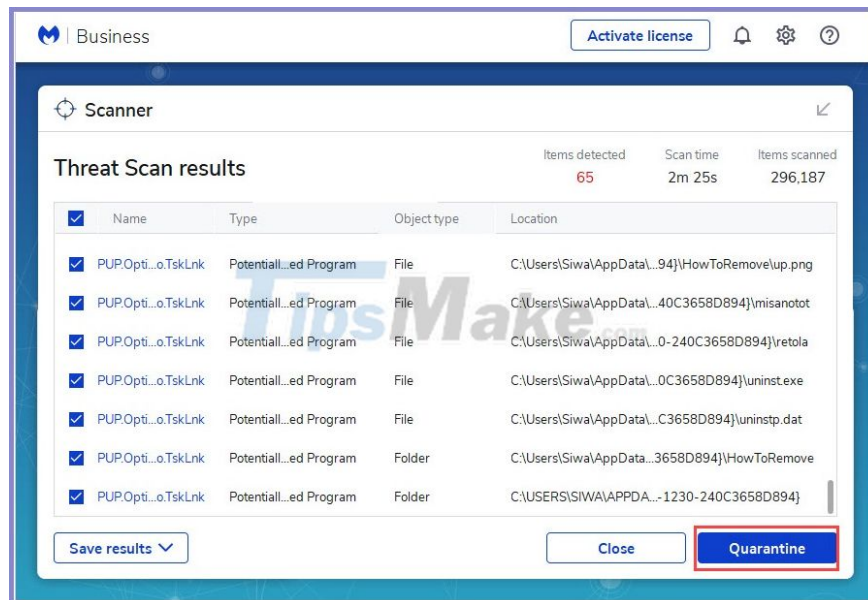 Business
Activate license
Scanner
Threat Scan results
Items detected
65
Scan time
2m 25s
Items scanned
296,187
Name Type Object type Location
PUP.Opti...o.TskLnk Potentiall...ed Program File C:\Users\Siwa\AppData\...94}\HowToRemove\up.png
PUP.Opti...o.TskLnk Potentiall...ed Program File C:\Users\Siwa\AppData\...40C3658D894}\misanotot
PUP.Opti...o.TskLnk Potentiall...ed Program File C:\Users\Siwa\AppData\...0-240C3658D894}\retola
PUP.Opti...o.TskLnk Potentiall...ed Program File C:\Users\Siwa\AppData\...0C3658D894}\uninst.exe
PUP.Opti...o.TskLnk Potentiall...ed Program File C:\Users\Siwa\AppData\...C3658D894}\uninstp.dat
PUP.Opti...o.TskLnk Potentiall...ed Program Folder C:\Users\Siwa\AppData...3658D894}\HowToRemove
PUP.Opti...o.TskLnk Potentiall...ed Program Folder C:\USERS\SIWA\APPDA...-1230-240C3658D894}
TipsMake.com
Save results
Close
Quarantine